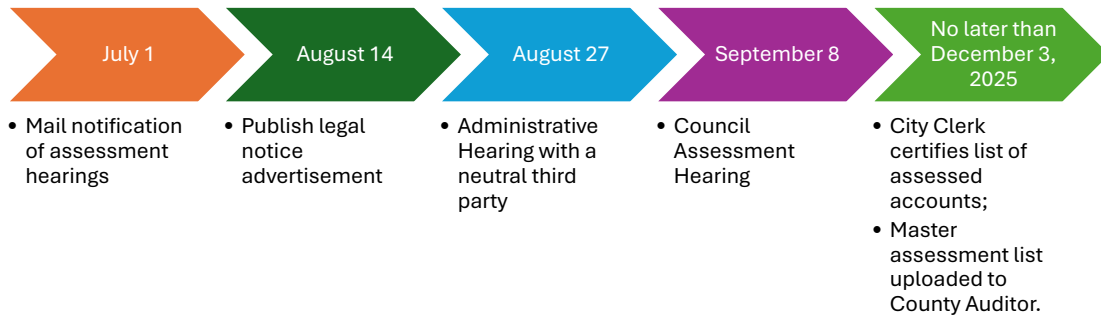 July 1
• Mail notification
of assessment
hearings
August 14
• Publish legal
notice
advertisement
August 27
• Administrative
Hearing with a
neutral third
party
September 8
• Council
Assessment
Hearing
No later than
December 3,
2025
• City Clerk
certifies list of
assessed
accounts;
• Master
assessment list
uploaded to
County Auditor.